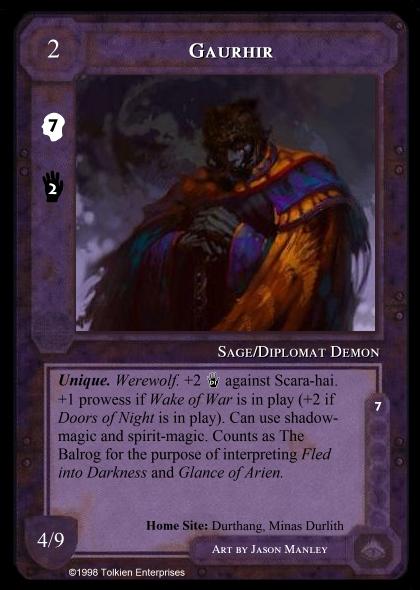 2
GAURHIR
7
2
SAGE/DIPLOMAT DEMON
Unique. Werewolf. +2 against Scara-hai.
+1 prowess if Wake of War is in play (+2 if
Doors of Night is in play). Can use shadow-
magic and spirit-magic. Counts as The
Balrog for the purpose of interpreting Fled
into Darkness and Glance of Arien.
7
Home Site: Durthang, Minas Durlith
4/9
ART BY JASON MANLEY
©1998 Tolkien Enterprises